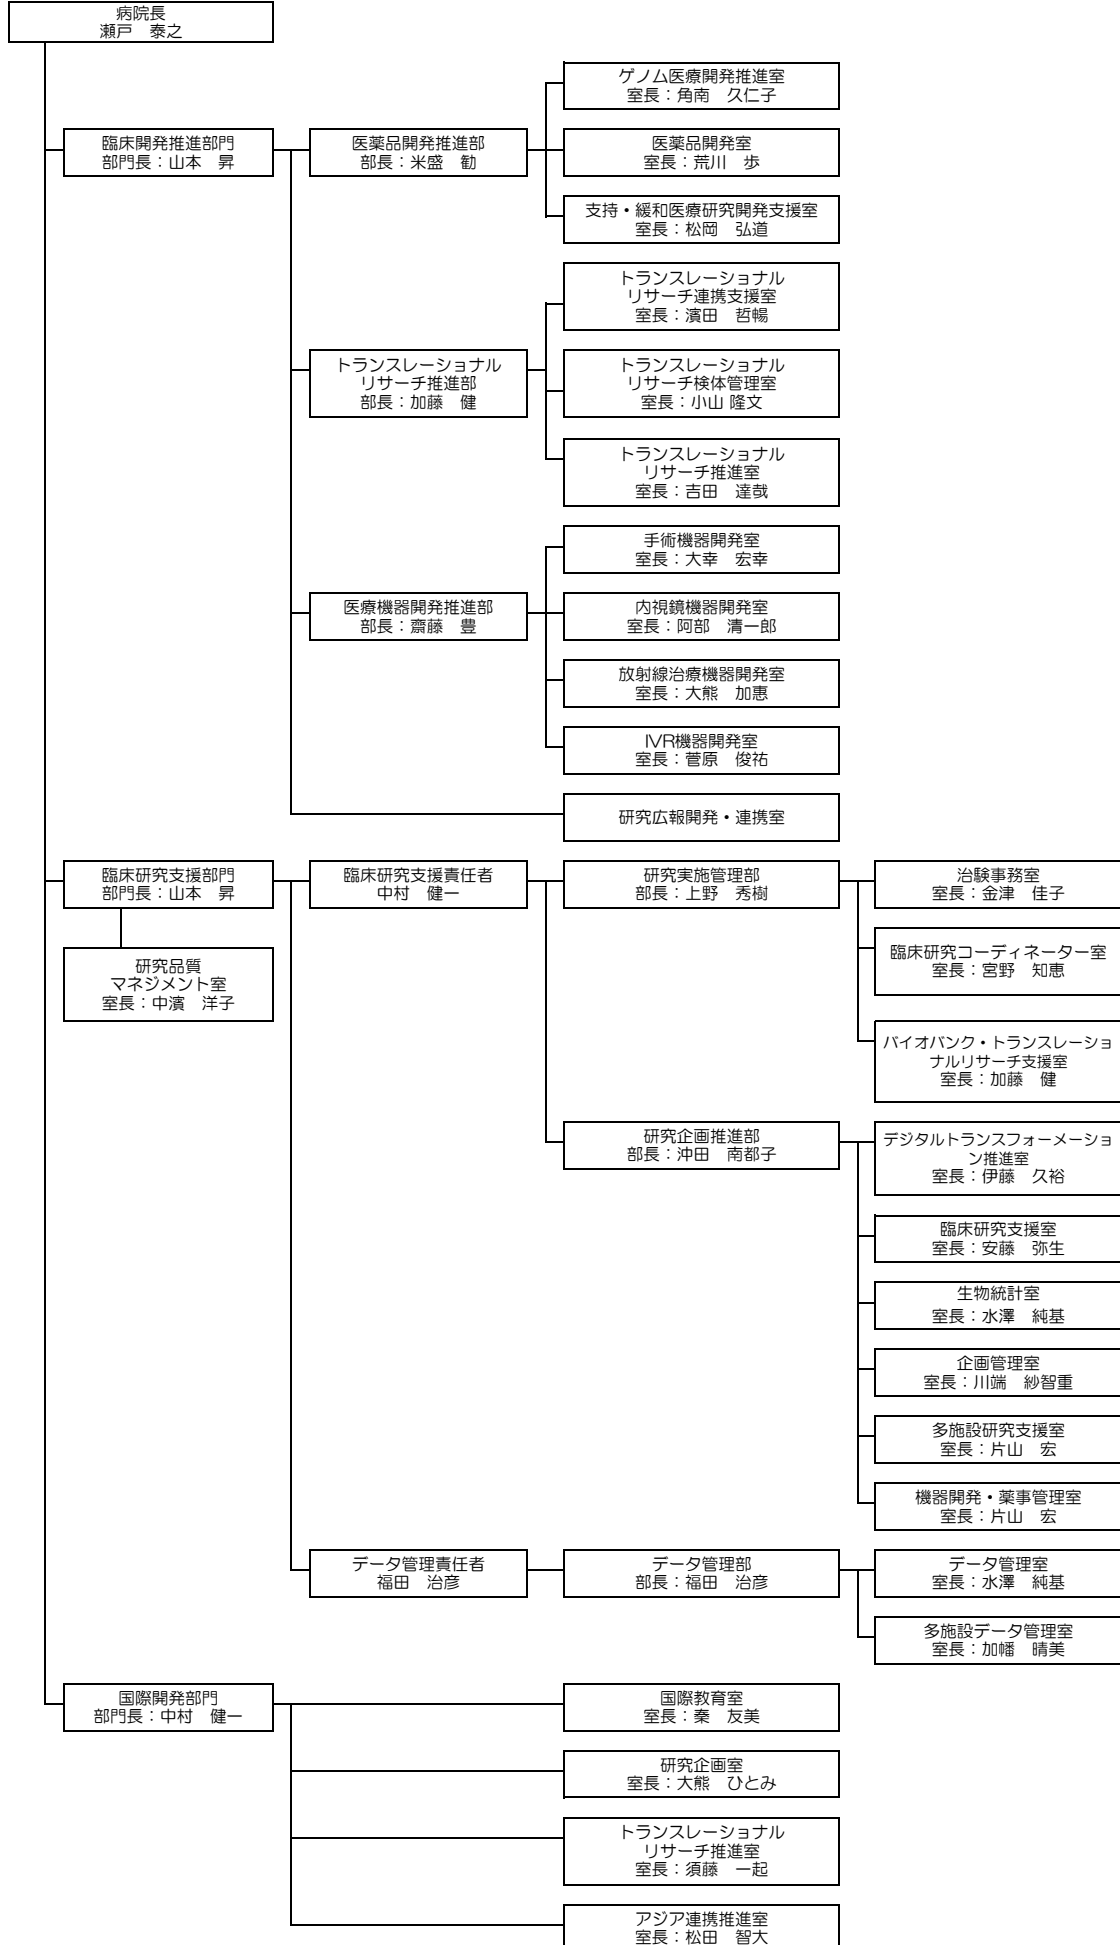 病院長
瀬戸　泰之
臨床開発推進部門
部門長：山本　昇
医薬品開発推進部
部長：米盛　勧
ゲノム医療開発推進室
室長：角南　久仁子
医薬品開発室
室長：荒川　歩
支持・緩和医療研究開発支援室
室長：松岡　弘道
トランスレーショナル
リサーチ推進部
部長：加藤　健
トランスレーショナル
リサーチ連携支援室
室長：濱田　哲暢
トランスレーショナル
リサーチ検体管理室
室長：小山 隆文
トランスレーショナル
リサーチ推進室
室長：吉田　達哉
医療機器開発推進部
部長：齋藤　豊
手術機器開発室
室長：大幸　宏幸
内視鏡機器開発室
室長：阿部　清一郎
放射線治療機器開発室
室長：大熊　加惠
IVR機器開発室
室長：菅原　俊祐
研究広報開発・連携室
臨床研究支援部門
部門長：山本　昇
研究品質
マネジメント室
室長：中濱　洋子
臨床研究支援責任者
中村　健一
研究実施管理部
部長：上野　秀樹
治験事務室
室長：金津　佳子
臨床研究コーディネーター室
室長：宮野　知恵
バイオバンク・トランスレーショ
ナルリサーチ支援室
室長：加藤　健
研究企画推進部
部長：沖田　南都子
デジタルトランスフォーメーショ
ン推進室
室長：伊藤　久裕
臨床研究支援室
室長：安藤　弥生
生物統計室
室長：水澤　純基
企画管理室
室長：川端　紗智重
多施設研究支援室
室長：片山　宏
機器開発・薬事管理室
室長：片山　宏
データ管理責任者
福田　治彦
データ管理部
部長：福田　治彦
データ管理室
室長：水澤　純基
多施設データ管理室
室長：加幡　晴美
国際開発部門
部門長：中村　健一
国際教育室
室長：秦　友美
研究企画室
室長：大熊　ひとみ
トランスレーショナル
リサーチ推進室
室長：須藤　一起
アジア連携推進室
室長：松田　智大